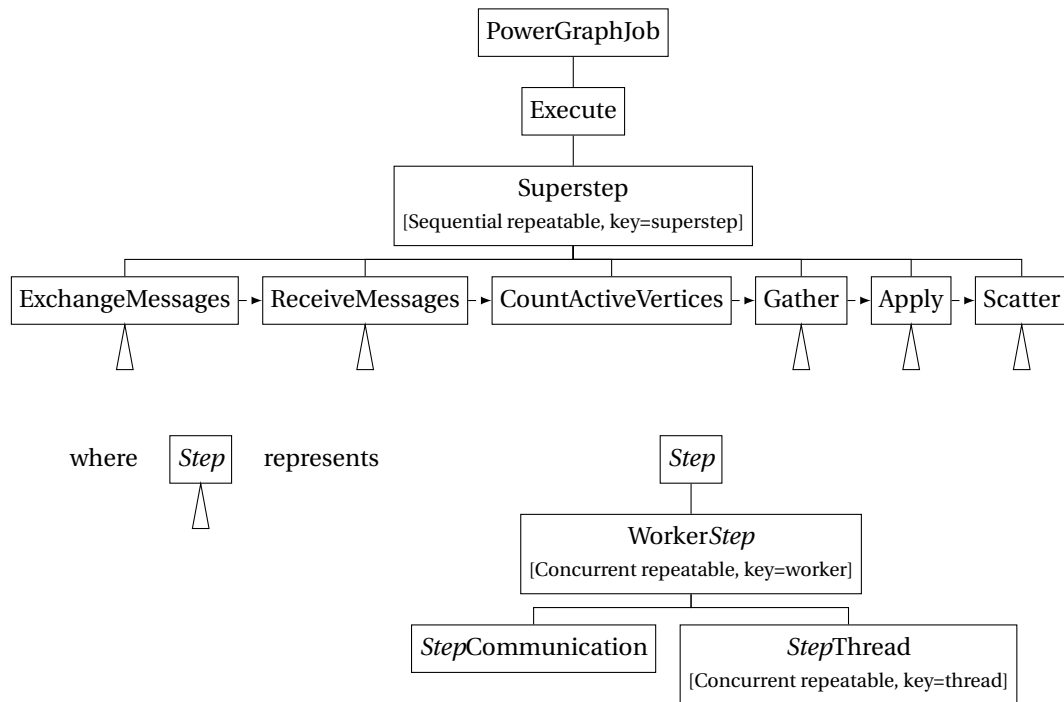 PowerGraphJob
Execute
Superstep
[Sequential repeatable, key=superstep]
ExchangeMessages ReceiveMessages CountActiveVertices Gather Apply Scatter
where Step represents Step
WorkerStep
[Concurrent repeatable, key=worker]
StepCommunication StepThread
[Concurrent repeatable, key=thread]